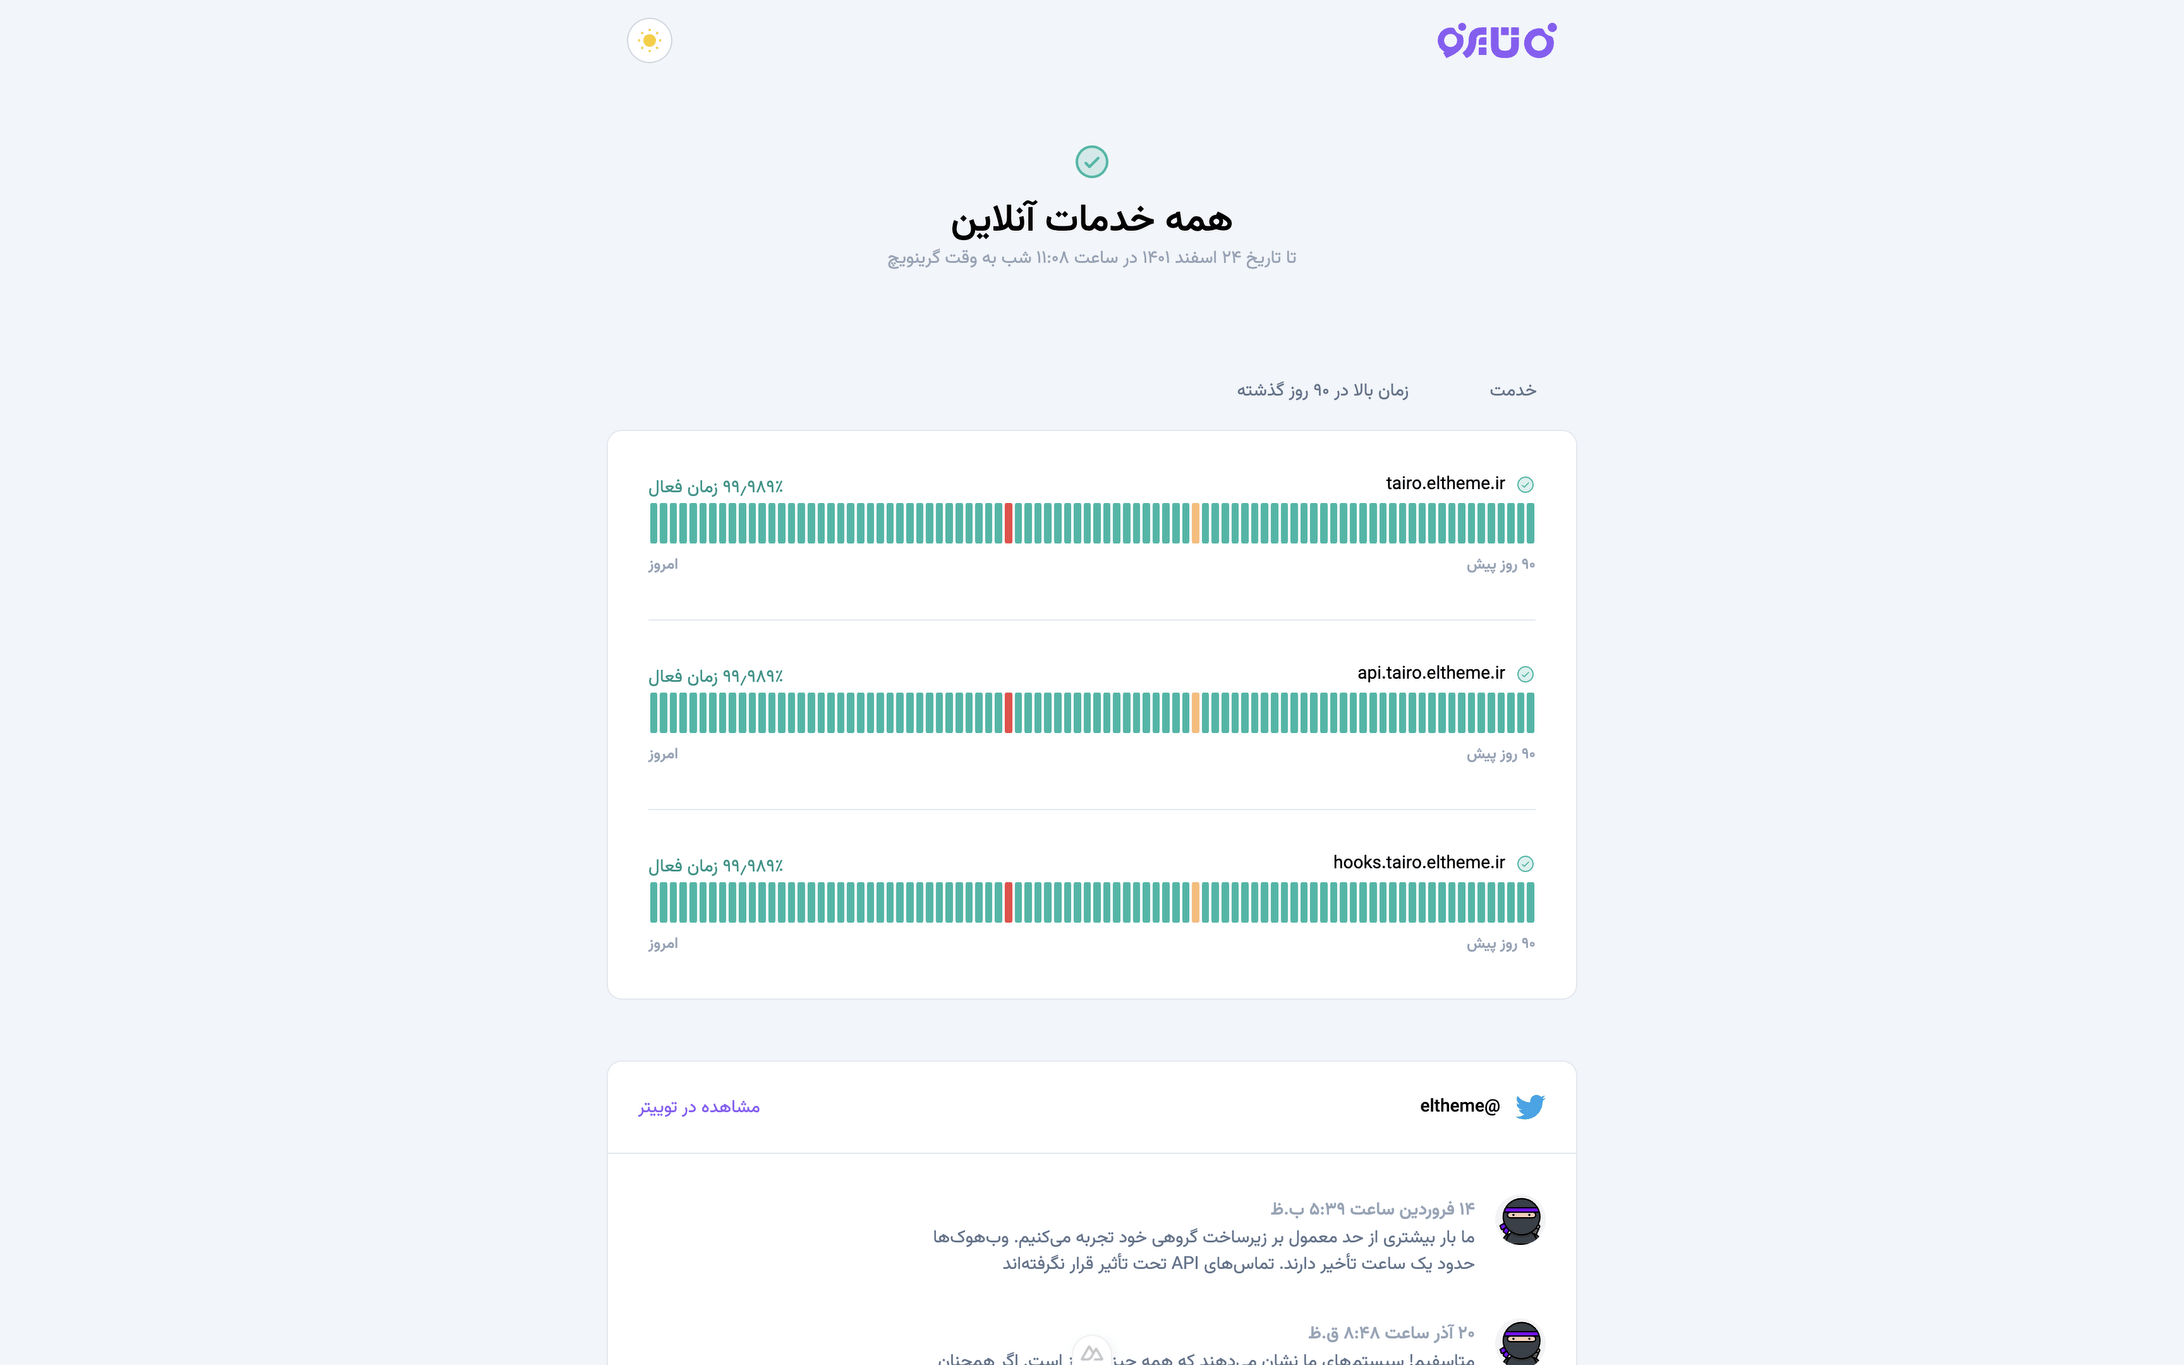 تایرو
همه خدمات آنلاین
تا تاریخ ۲۴ اسفند ۱۴۰۱ در ساعت ۱۱:۰۸ شب به وقت گرینویچ
خدمت
زمان بالا در ۹۰ روز گذشته
tairo.eltheme.ir
۹۹٫۹۸۹٪ زمان فعال
۹۰ روز پیش
امروز
api.tairo.eltheme.ir
۹۹٫۹۸۹٪ زمان فعال
۹۰ روز پیش
امروز
hooks.tairo.eltheme.ir
۹۹٫۹۸۹٪ زمان فعال
۹۰ روز پیش
امروز
eltheme@
مشاهده در توییتر
۱۴ فروردین ساعت ۵:۳۹ ب.ظ
ما بار بیشتری از حد معمول بر زیرساخت گروهی خود تجربه می‌کنیم. وب‌هوک‌ها
حدود یک ساعت تأخیر دارند. تماس‌های API تحت تأثیر قرار نگرفته‌اند
۲۰ آذر ساعت ۸:۴۸ ق.ظ
متاسفیم! سیستم‌های ما نشان می‌دهند که همه چیز است. اگر همچنان